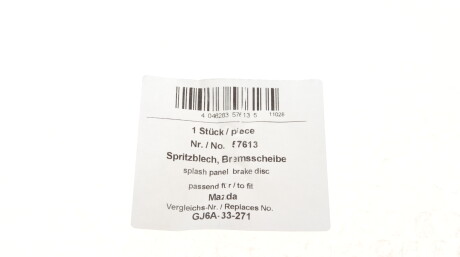 4 046283 57613 5 11026
1 Stück / piece
Nr. / No. 57613
Spritzblech, Bremsscheibe
splash panel, brake disc
passend für / to fit
Mazda
Vergleichs-Nr. / Replaces No.
GJ6A-33-271